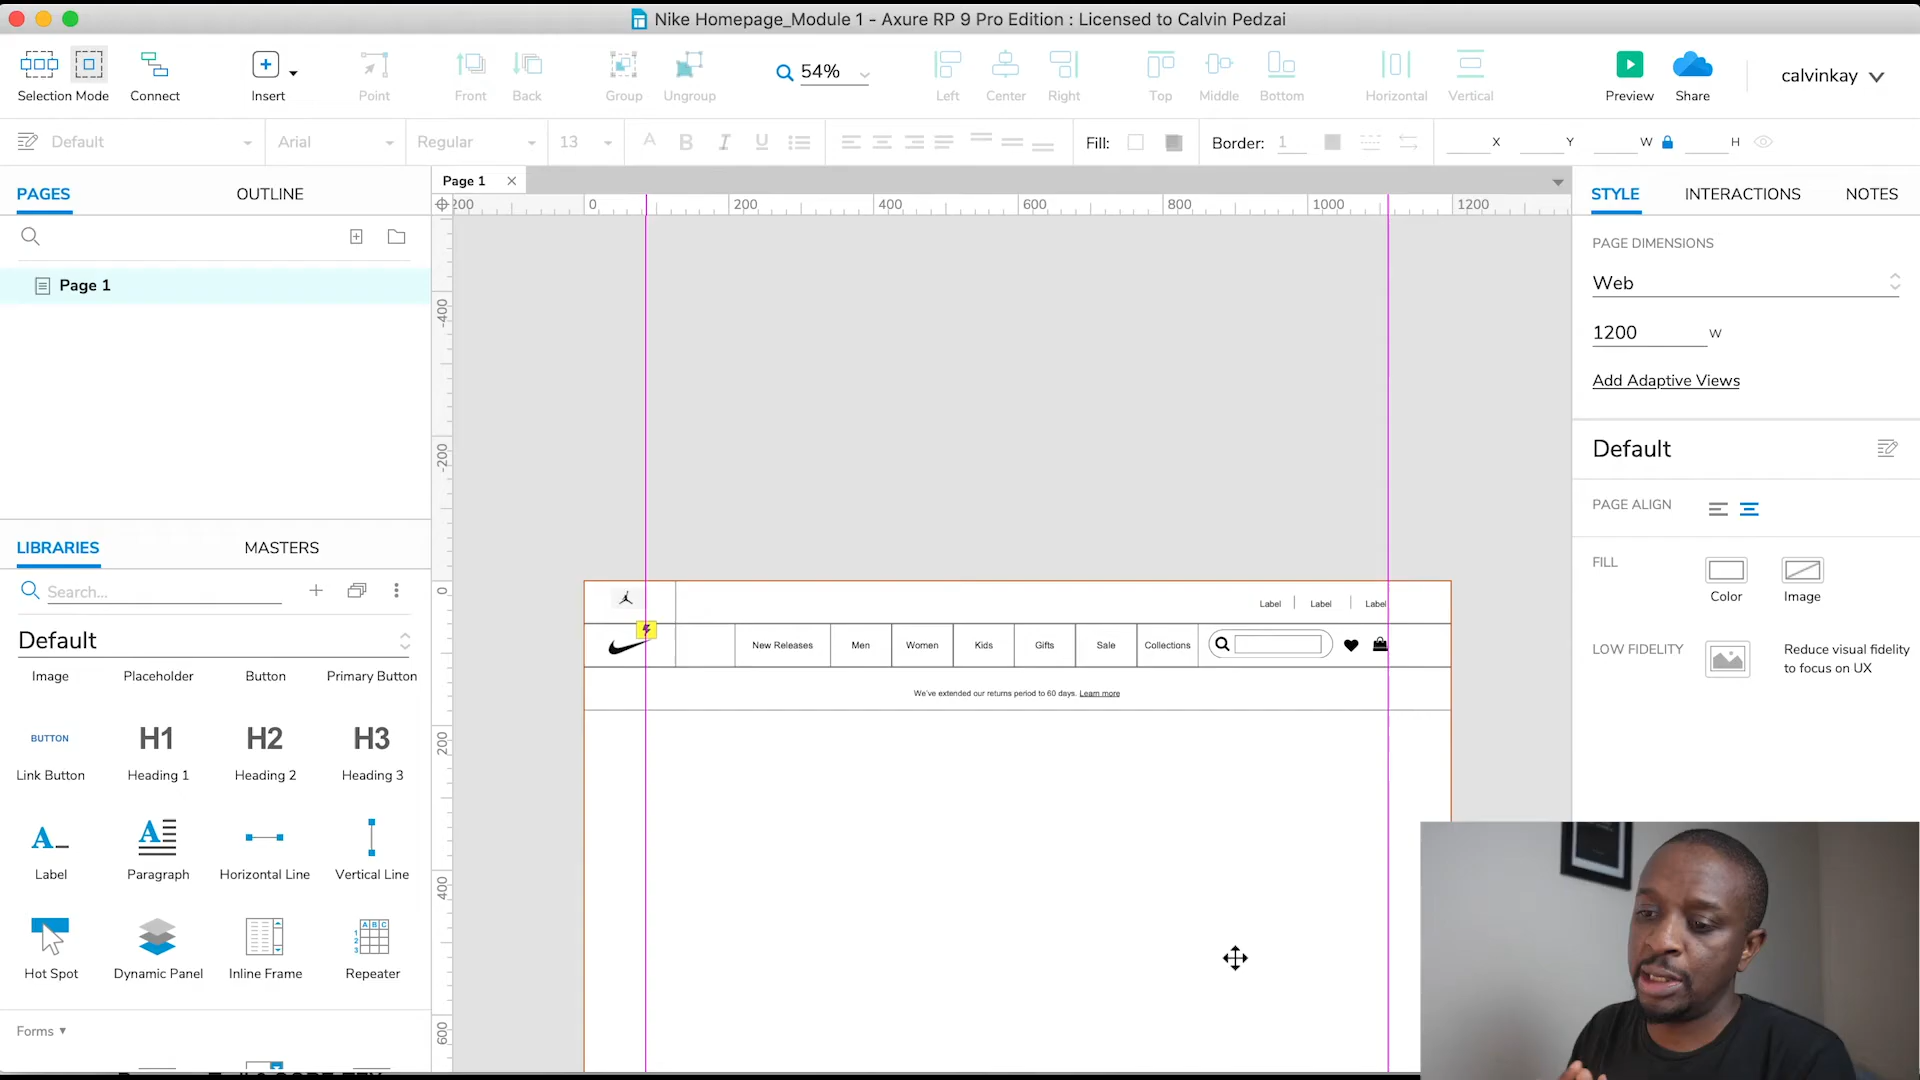 Nike Homepage_Module 1 - Axure RP 9 Pro Edition : Licensed to Calvin Pedzai
Selection Mode
Connect
Insert
Point
Front
Back
Group
Ungroup
54%
Left
Center
Right
Top
Middle
Bottom
Horizontal
Vertical
Preview
Share
calvinkay
Default
Arial
Regular
13
A B I U
Fill:
Border: 1
X
Y
W
H
PAGES
OUTLINE
Page 1
Page 1
200 0 200 400 600 800 1000 1200
-400
-200
0
200
400
600
LIBRARIES
MASTERS
Search...
Default
Image
Placeholder
Button
Primary Button
BUTTON
H1
H2
H3
Link Button
Heading 1
Heading 2
Heading 3
Label
Paragraph
Horizontal Line
Vertical Line
Hot Spot
Dynamic Panel
Inline Frame
Repeater
Forms
Label
Label
Label
New Releases
Men
Women
Kids
Gifts
Sale
Collections
We've extended our returns period to 60 days. Learn more
STYLE
INTERACTIONS
NOTES
PAGE DIMENSIONS
Web
1200 W
Add Adaptive Views
Default
PAGE ALIGN
FILL
Color
Image
LOW FIDELITY
Reduce visual fidelity
to focus on UX